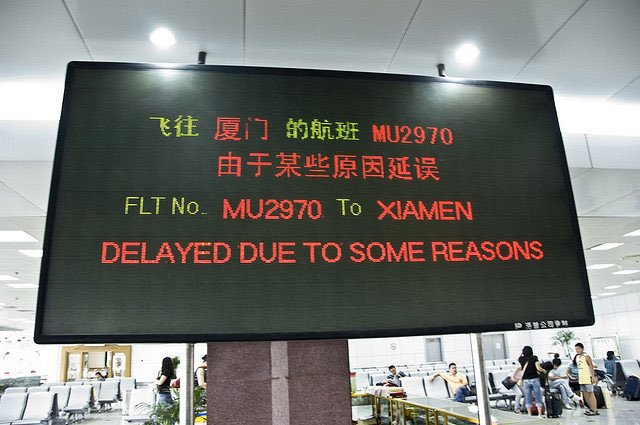 飞往 厦门 的航班 MU2970
由于某些原因延误
FLT No. MU2970 To XIAMEN
DELAYED DUE TO SOME REASONS